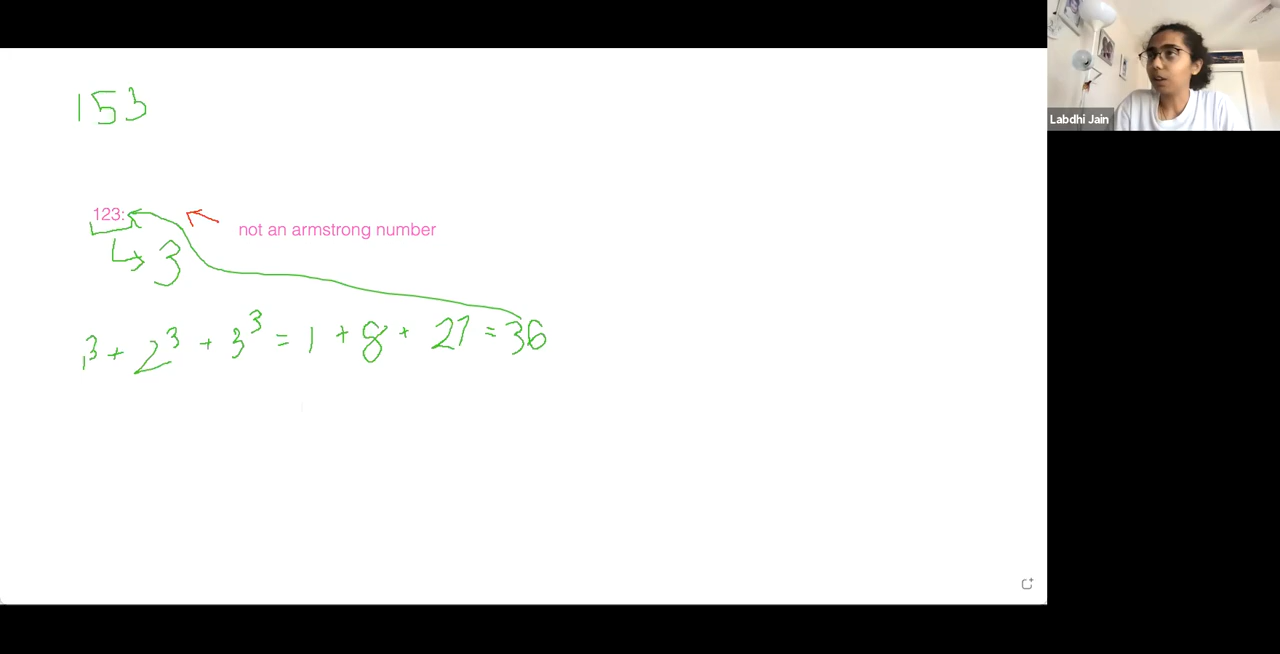 153
Labdhi Jain
123:
not an armstrong number
3
1³ + 2³ + 3³ = 1 + 8 + 27 = 36